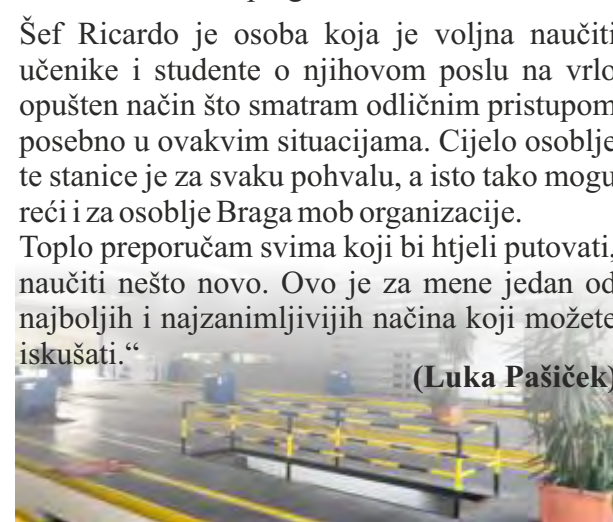 Šef Ricardo je osoba koja je voljna naučiti
učenike i studente o njihovom poslu na vrlo
opušten način što smatram odličnim pristupom
posebno u ovakvim situacijama. Cijelo osoblje
te stanice je za svaku pohvalu, a isto tako mogu
reći i za osoblje Braga mob organizacije.
Toplo preporučam svima koji bi htjeli putovati,
naučiti nešto novo. Ovo je za mene jedan od
najboljih i najzanimljivijih načina koji možete
iskušati.“
(Luka Pašiček)